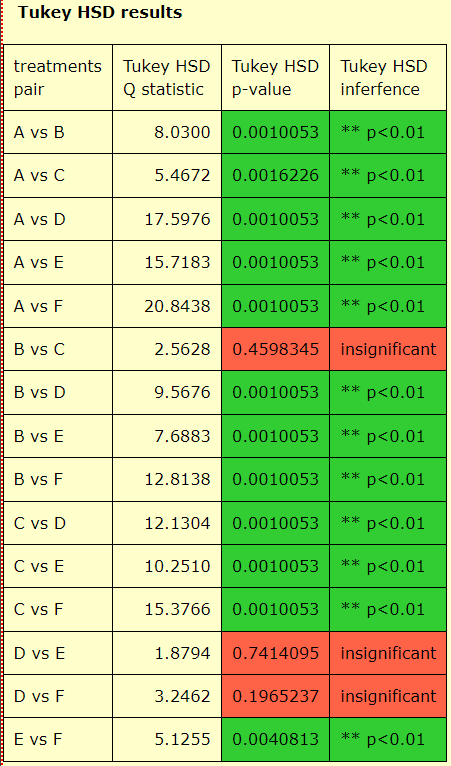 Tukey HSD results
treatments pair Tukey HSD Q statistic Tukey HSD p-value Tukey HSD inferfence
A vs B 8.0300 0.0010053 ** p<0.01
A vs C 5.4672 0.0016226 ** p<0.01
A vs D 17.5976 0.0010053 ** p<0.01
A vs E 15.7183 0.0010053 ** p<0.01
A vs F 20.8438 0.0010053 ** p<0.01
B vs C 2.5628 0.4598345 insignificant
B vs D 9.5676 0.0010053 ** p<0.01
B vs E 7.6883 0.0010053 ** p<0.01
B vs F 12.8138 0.0010053 ** p<0.01
C vs D 12.1304 0.0010053 ** p<0.01
C vs E 10.2510 0.0010053 ** p<0.01
C vs F 15.3766 0.0010053 ** p<0.01
D vs E 1.8794 0.7414095 insignificant
D vs F 3.2462 0.1965237 insignificant
E vs F 5.1255 0.0040813 ** p<0.01